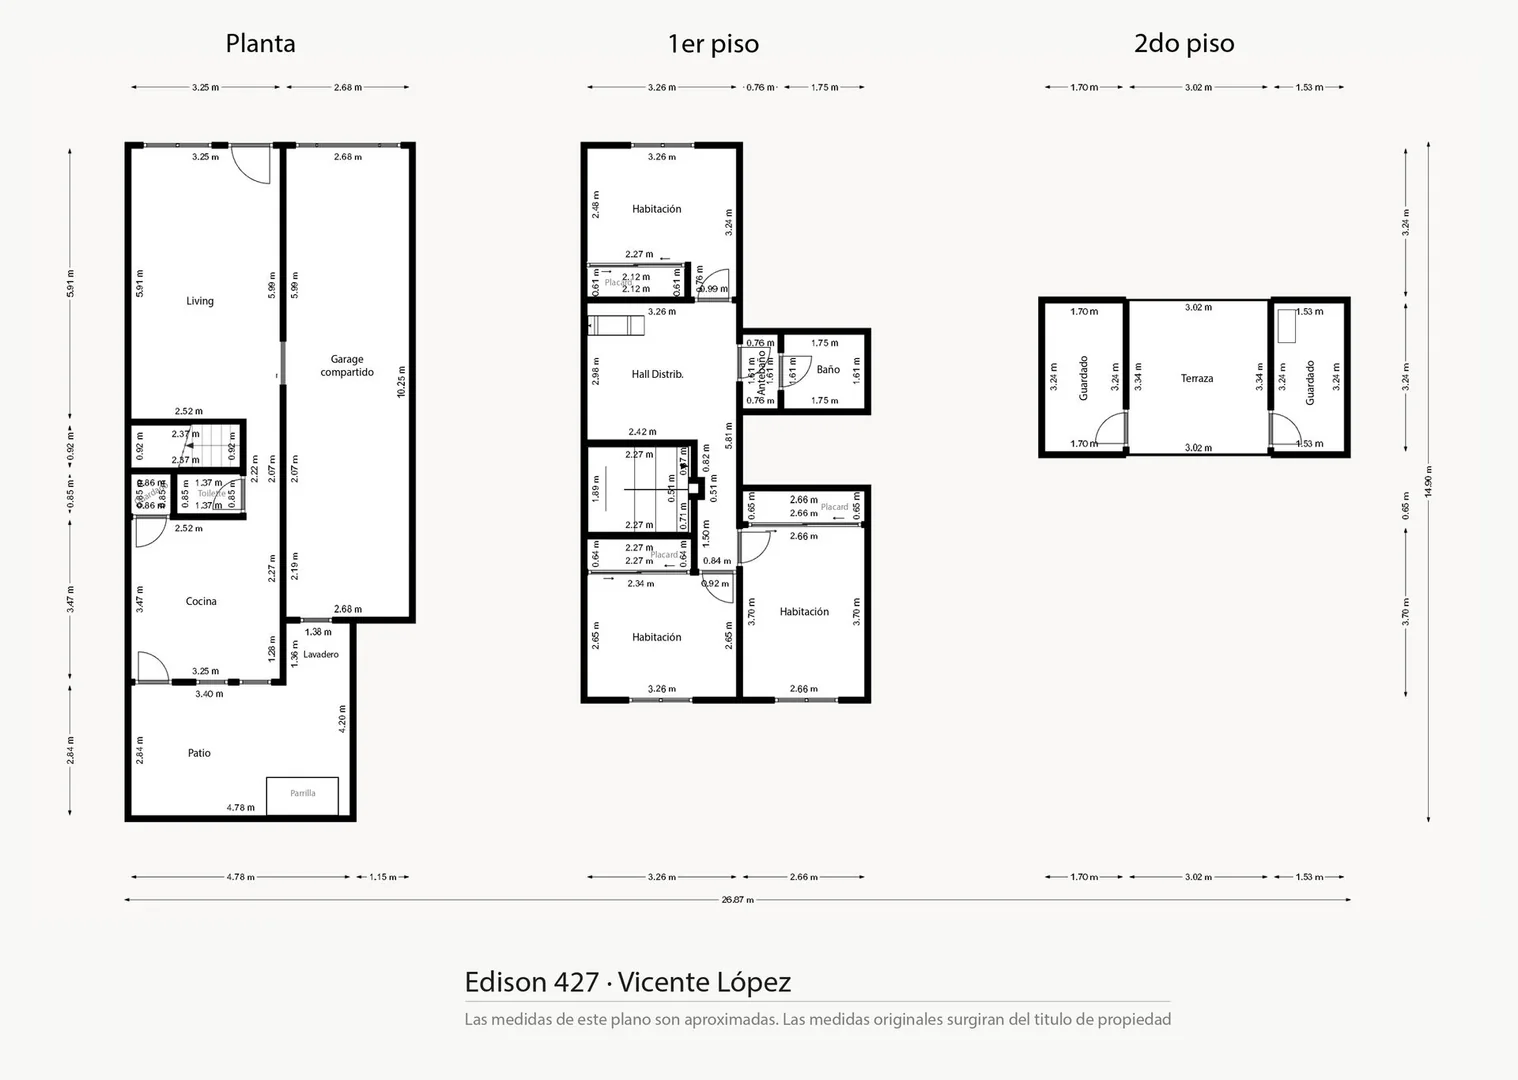 Planta
1er piso
2do piso
3.25 m
2.68 m
3.26 m
0.76 m
1.75 m
1.70 m
3.02 m
1.53 m
3.25 m
2.68 m
5.91 m
5.91 m
5.99 m
5.99 m
Living
Garage
compartido
10.25 m
2.52 m
0.92 m
0.92 m
2.37 m
2.37 m
0.92 m
2.22 m
2.07 m
2.07 m
0.85 m
0.86 m
0.85 m
0.85 m
0.86 m
1.37 m
0.85 m
Toilette
0.85 m
1.37 m
2.52 m
3.47 m
3.47 m
Cocina
2.27 m
2.19 m
2.68 m
1.38 m
1.28 m
1.36 m
Lavadero
3.25 m
3.40 m
2.84 m
2.84 m
Patio
4.20 m
Parrilla
4.78 m
4.78 m
1.15 m
3.26 m
2.48 m
Habitación
3.24 m
2.27 m
0.61 m
2.12 m
Placard
2.12 m
0.61 m
0.76 m
0.99 m
3.26 m
2.98 m
Hall Distrib.
0.76 m
1.61 m
Antebaño
1.61 m
0.76 m
1.75 m
1.61 m
Baño
1.61 m
1.75 m
2.42 m
5.81 m
2.27 m
1.89 m
0.67 m
0.82 m
0.51 m
0.51 m
0.71 m
2.27 m
1.50 m
0.65 m
2.66 m
Placard
2.66 m
0.65 m
2.66 m
0.64 m
2.27 m
Placard
2.27 m
0.64 m
0.84 m
2.34 m
0.92 m
2.65 m
Habitación
2.65 m
3.26 m
3.70 m
Habitación
3.70 m
2.66 m
3.26 m
2.66 m
1.70 m
3.24 m
Guardado
3.24 m
1.70 m
3.02 m
3.34 m
Terraza
3.34 m
3.02 m
1.53 m
3.24 m
Guardado
3.24 m
1.53 m
3.24 m
3.24 m
0.65 m
3.70 m
14.90 m
1.70 m
3.02 m
1.53 m
26.87 m
Edison 427 · Vicente López
Las medidas de este plano son aproximadas. Las medidas originales surgiran del titulo de propiedad